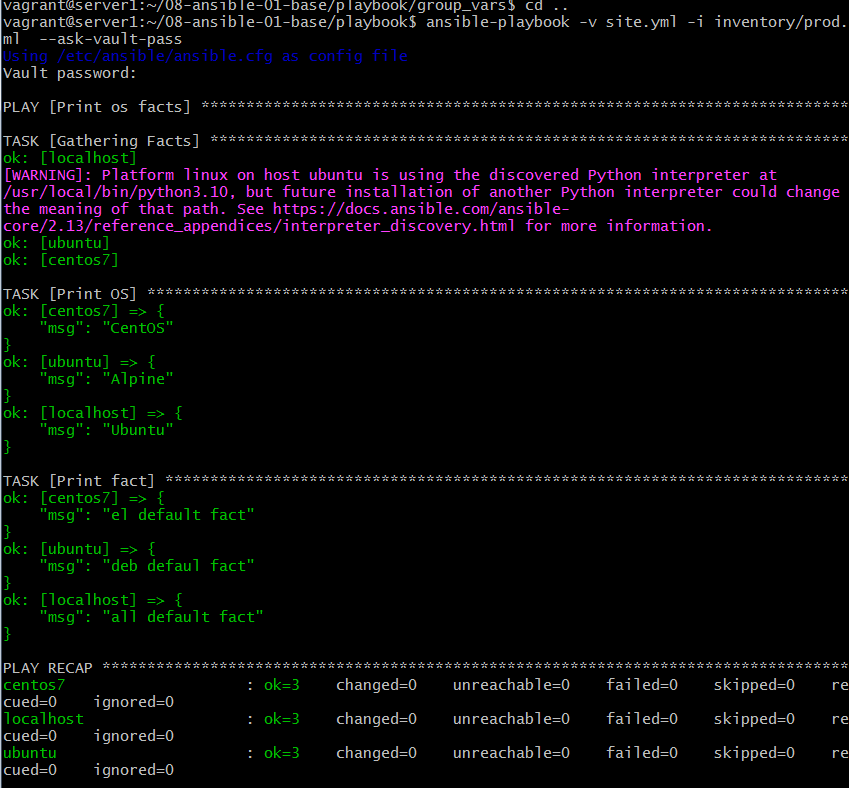 vagrant@server1:~/08-ansible-01-base/playbook/group_vars$ cd ..
vagrant@server1:~/08-ansible-01-base/playbook$ ansible-playbook -v site.yml -i inventory/prod.
ml  --ask-vault-pass
Using /etc/ansible/ansible.cfg as config file
Vault password:
PLAY [Print os facts] ************************************************************************
TASK [Gathering Facts] ***********************************************************************
ok: [localhost]
[WARNING]: Platform linux on host ubuntu is using the discovered Python interpreter at
/usr/local/bin/python3.10, but future installation of another Python interpreter could change
the meaning of that path. See https://docs.ansible.com/ansible-
core/2.13/reference_appendices/interpreter_discovery.html for more information.
ok: [ubuntu]
ok: [centos7]
TASK [Print OS] ******************************************************************************
ok: [centos7] => {
    "msg": "CentOS"
}
ok: [ubuntu] => {
    "msg": "Alpine"
}
ok: [localhost] => {
    "msg": "Ubuntu"
}
TASK [Print fact] ****************************************************************************
ok: [centos7] => {
    "msg": "el default fact"
}
ok: [ubuntu] => {
    "msg": "deb defaul fact"
}
ok: [localhost] => {
    "msg": "all default fact"
}
PLAY RECAP ***********************************************************************************
centos7                    : ok=3    changed=0    unreachable=0    failed=0    skipped=0    re
cued=0    ignored=0
localhost                  : ok=3    changed=0    unreachable=0    failed=0    skipped=0    re
cued=0    ignored=0
ubuntu                     : ok=3    changed=0    unreachable=0    failed=0    skipped=0    re
cued=0    ignored=0